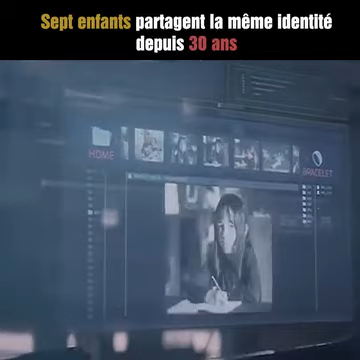 Sept enfants partagent la même identité
depuis 30 ans
HOME
BRACELET